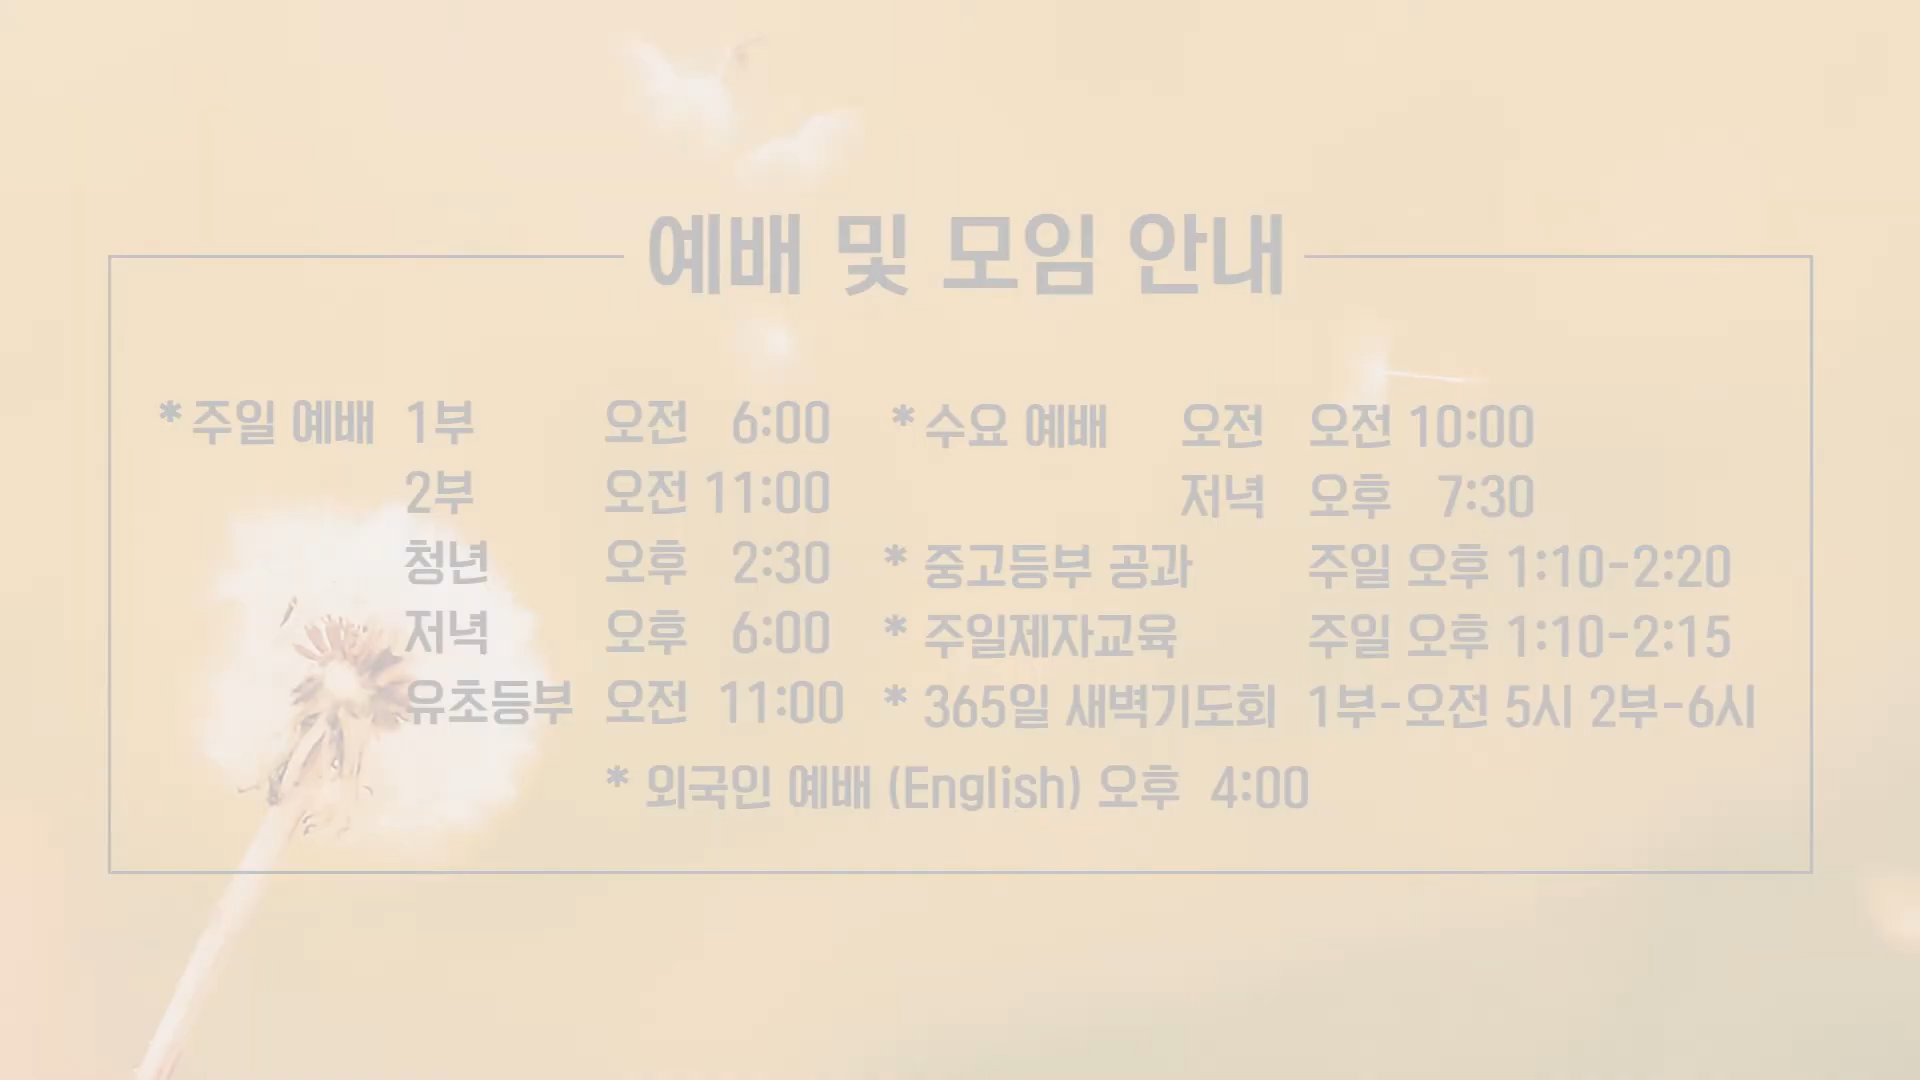 예배 및 모임 안내
* 주일 예배 1부 오전 6:00
2부 오전 11:00
청년 오후 2:30
저녁 오후 6:00
유초등부 오전 11:00
* 수요 예배 오전 오전 10:00
저녁 오후 7:30
* 중고등부 공과 주일 오후 1:10-2:20
* 주일제자교육 주일 오후 1:10-2:15
* 365일 새벽기도회 1부-오전 5시 2부-6시
* 외국인 예배 (English) 오후 4:00